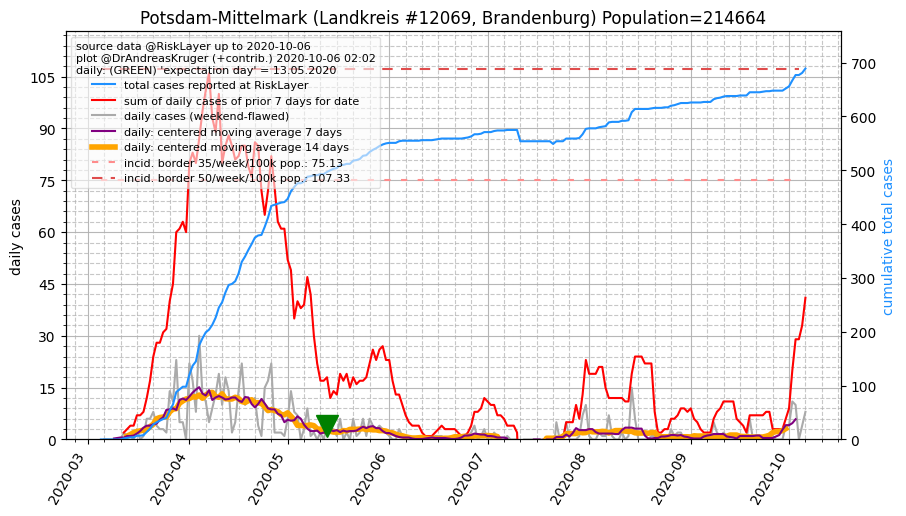 Potsdam-Mittelmark (Landkreis #12069, Brandenburg) Population=214664
source data @RiskLayer up to 2020-10-06
plot @DrAndreasKruger (+contrib.) 2020-10-06 02:02
daily: (GREEN) 'expectation day' = 13.05.2020
total cases reported at RiskLayer
sum of daily cases of prior 7 days for date
daily cases (weekend-flawed)
daily: centered moving average 7 days
daily: centered moving average 14 days
incid. border 35/week/100k pop.: 75.13
incid. border 50/week/100k pop.: 107.33
daily cases
105
90
75
60
45
30
15
0
cumulative total cases
700
600
500
400
300
200
100
0
2020-03
2020-04
2020-05
2020-06
2020-07
2020-08
2020-09
2020-10